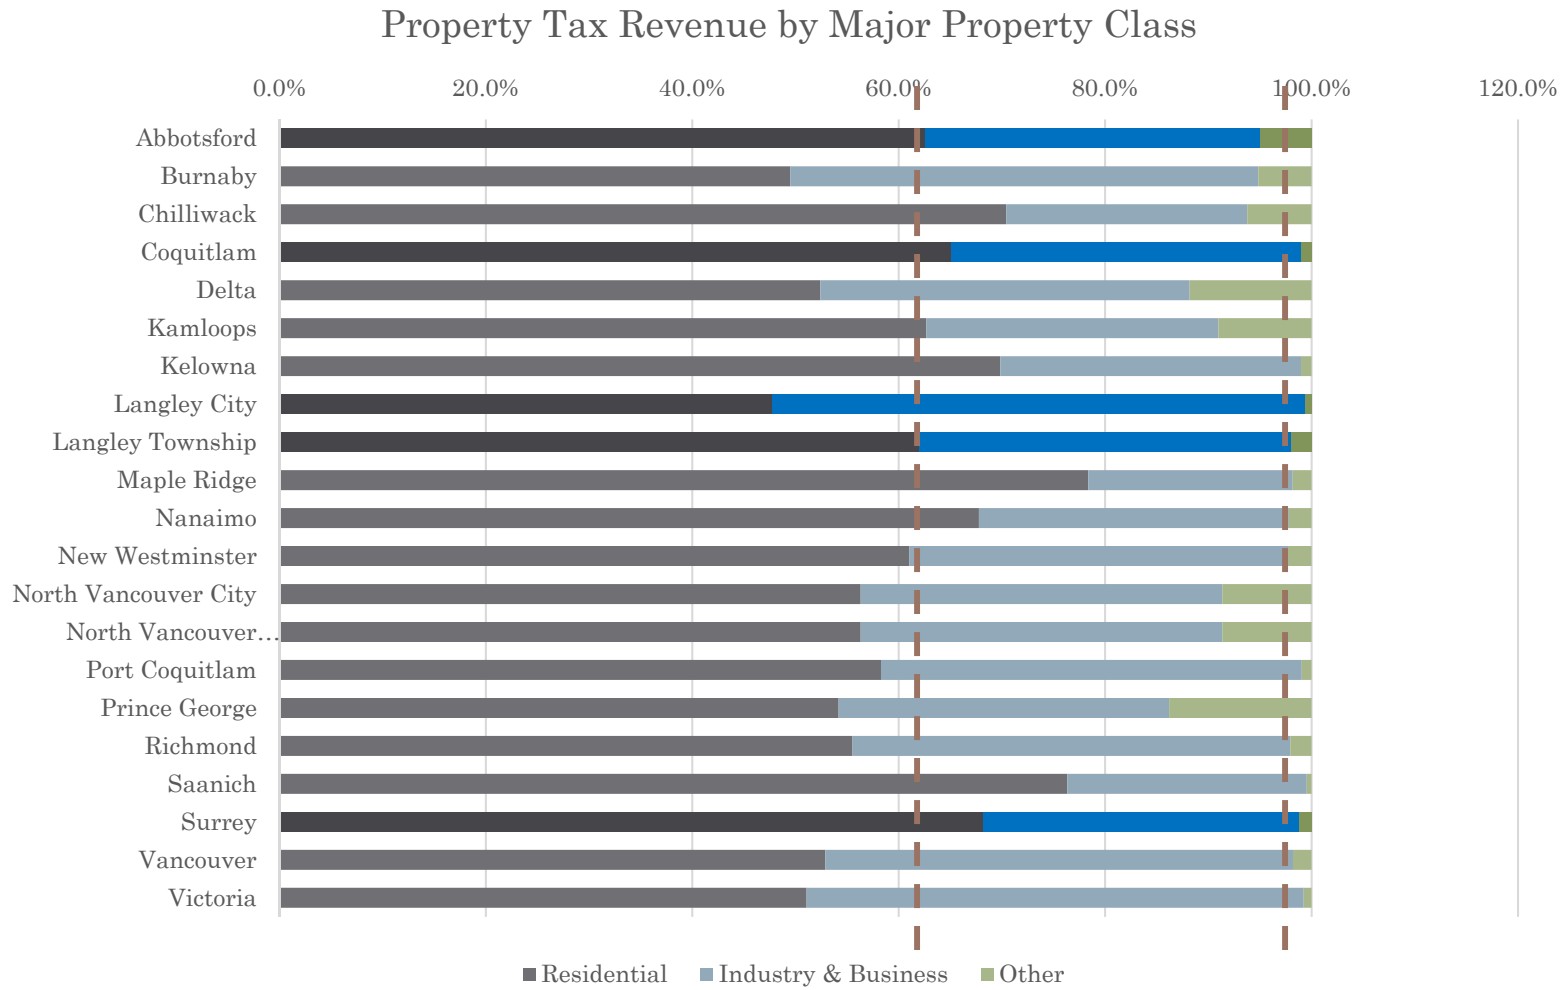 Property Tax Revenue by Major Property Class
0.0% 20.0% 40.0% 60.0% 80.0% 100.0% 120.0%
Abbotsford
Burnaby
Chilliwack
Coquitlam
Delta
Kamloops
Kelowna
Langley City
Langley Township
Maple Ridge
Nanaimo
New Westminster
North Vancouver City
North Vancouver...
Port Coquitlam
Prince George
Richmond
Saanich
Surrey
Vancouver
Victoria
Residential Industry & Business Other